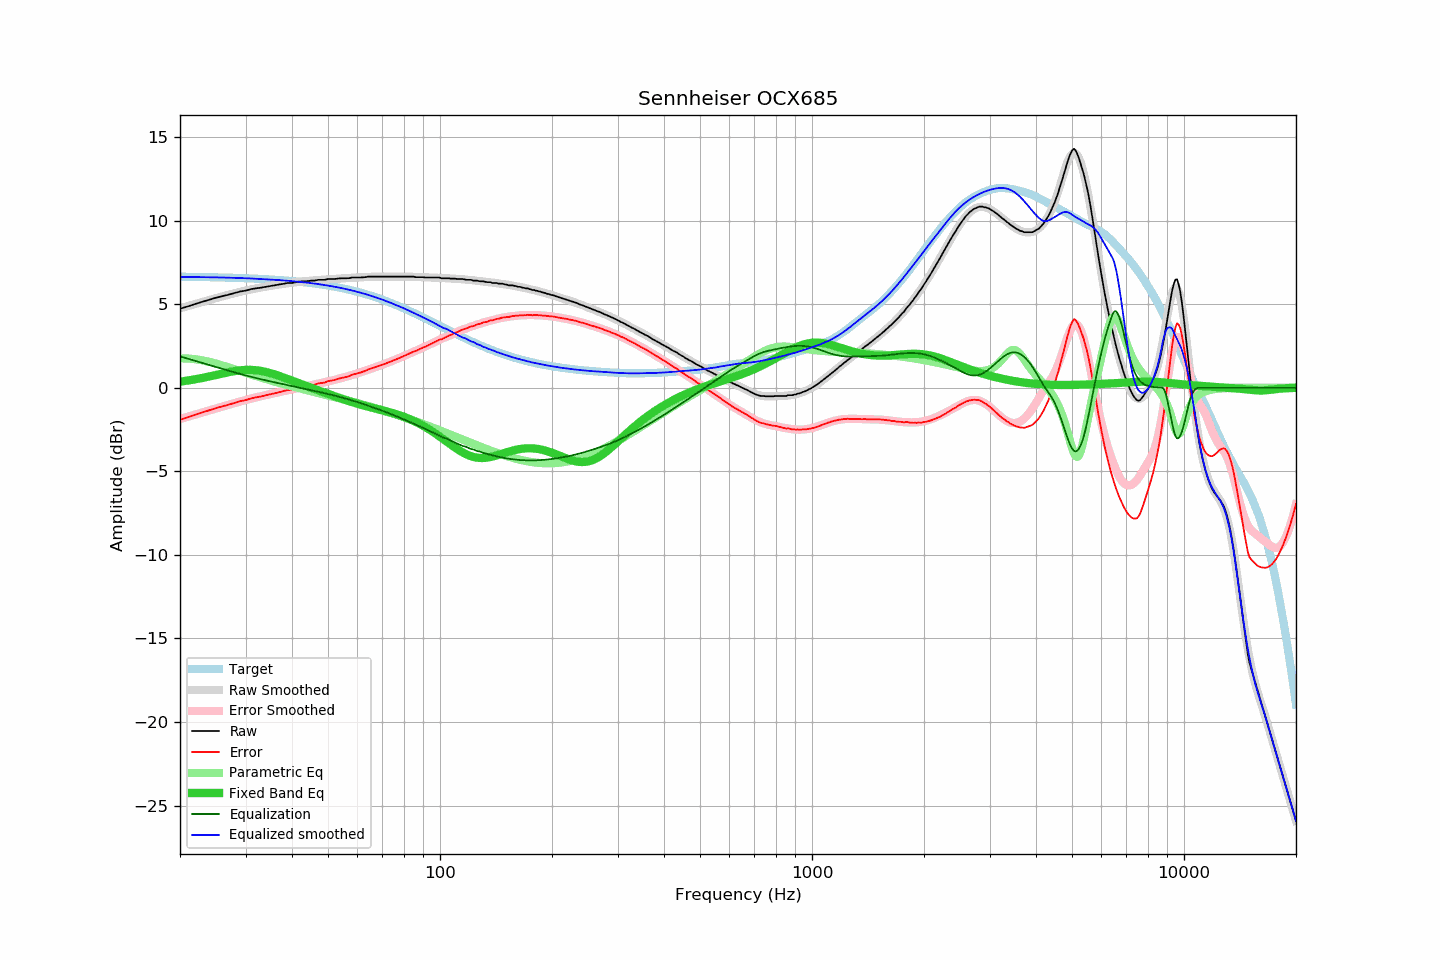 Sennheiser OCX685
15
10
5
0
−5
−10
−15
−20
−25
Amplitude (dBr)
Target
Raw Smoothed
Error Smoothed
Raw
Error
Parametric Eq
Fixed Band Eq
Equalization
Equalized smoothed
100
1000
10000
Frequency (Hz)